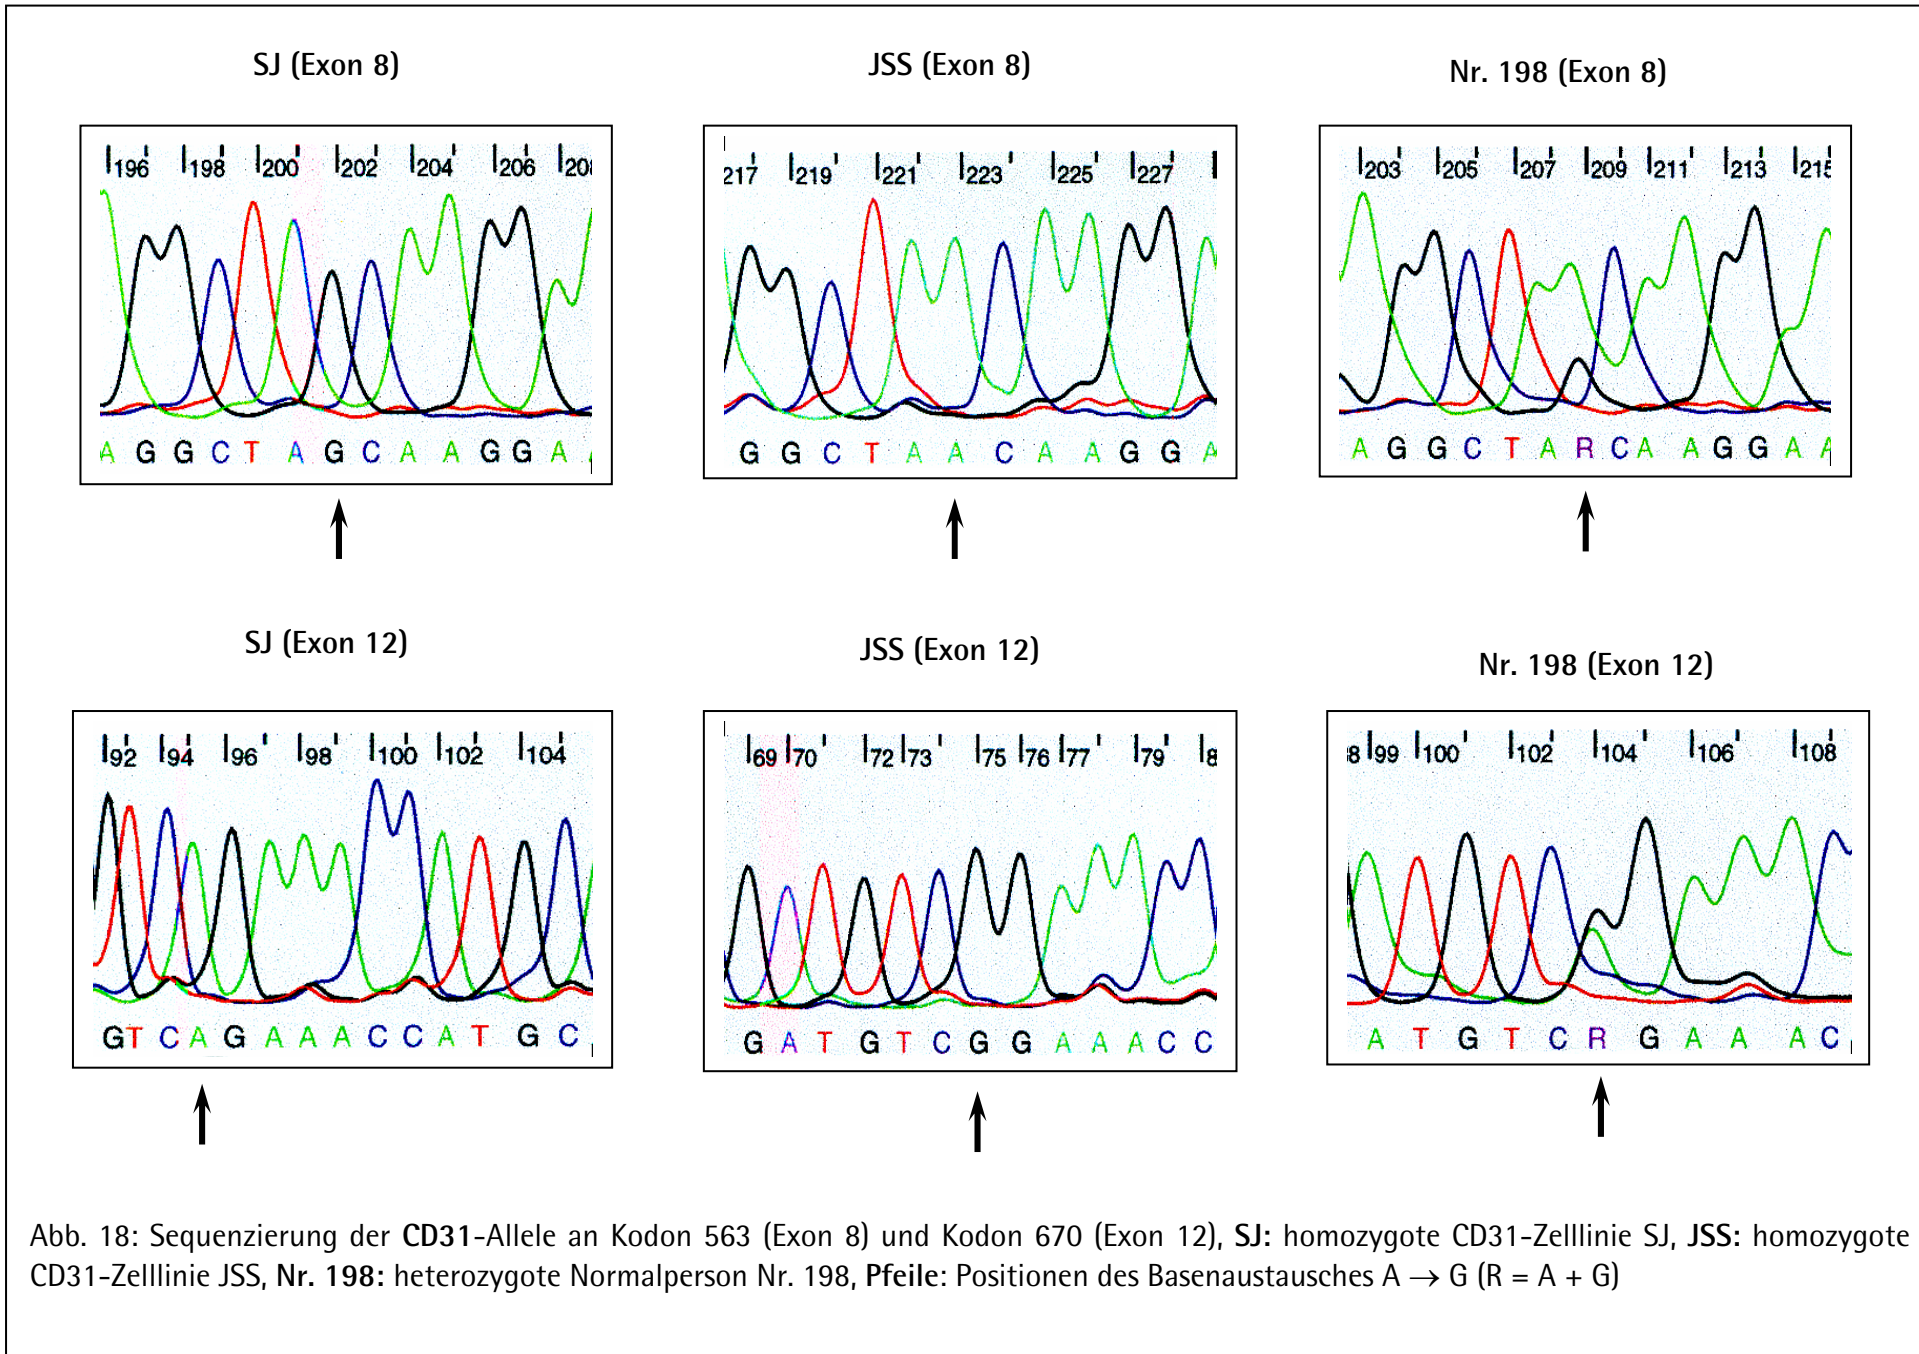 SJ (Exon 8)
JSS (Exon 8)
Nr. 198 (Exon 8)
196 198 200 202 204 206 208
217 219 221 223 225 227
203 205 207 209 211 213 215
A G G C T A G C A A G G A A
G G C T A A C A A G G A
A G G C T A R C A A G G A A
SJ (Exon 12)
JSS (Exon 12)
Nr. 198 (Exon 12)
92 94 96 98 100 102 104
69 70 72 73 75 76 77 79 8
8 99 100 102 104 106 108
G T C A G A A A C C A T G C
G A T G T C G G A A A C C
A T G T C R G A A A C
Abb. 18: Sequenzierung der CD31-Allele an Kodon 563 (Exon 8) und Kodon 670 (Exon 12), SJ: homozygote CD31-Zelllinie SJ, JSS: homozygote
CD31-Zelllinie JSS, Nr. 198: heterozygote Normalperson Nr. 198, Pfeile: Positionen des Basenaustausches A → G (R = A + G)